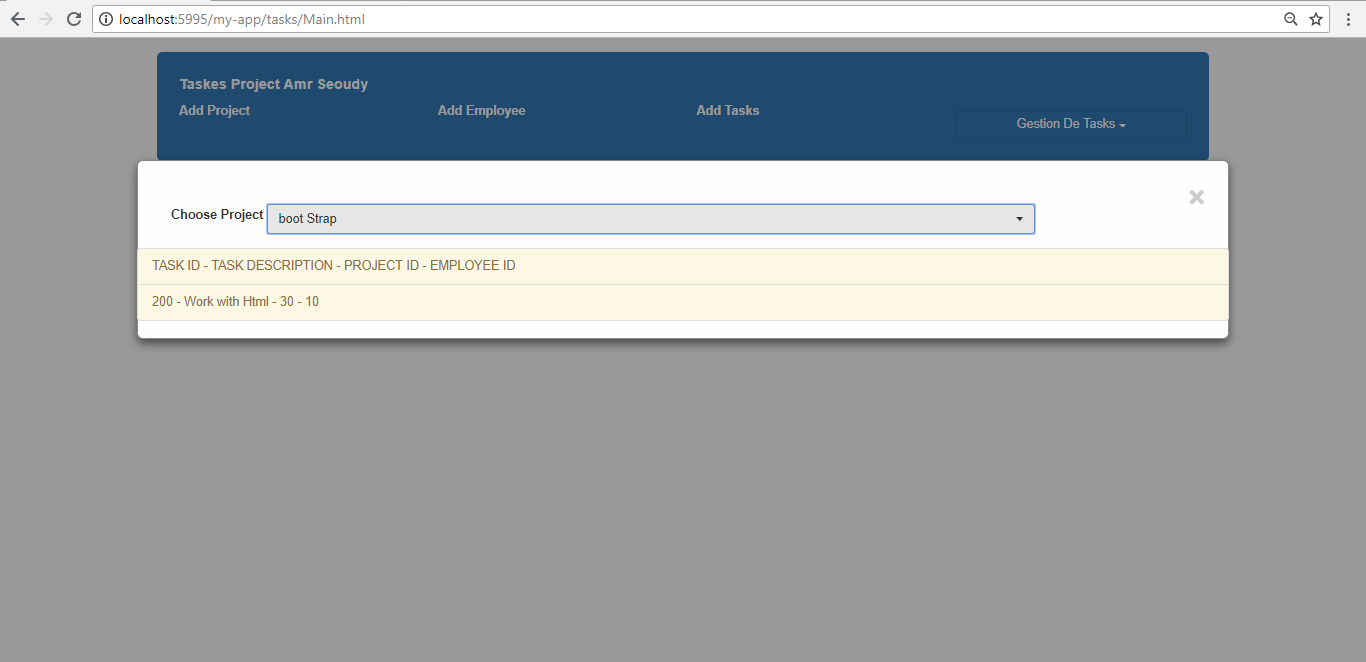 localhost:5995/my-app/tasks/Main.html
Taskes Project Amr Seoudy
Add Project Add Employee Add Tasks Gestion De Tasks
Choose Project boot Strap
TASK ID - TASK DESCRIPTION - PROJECT ID - EMPLOYEE ID
200 - Work with Html - 30 - 10